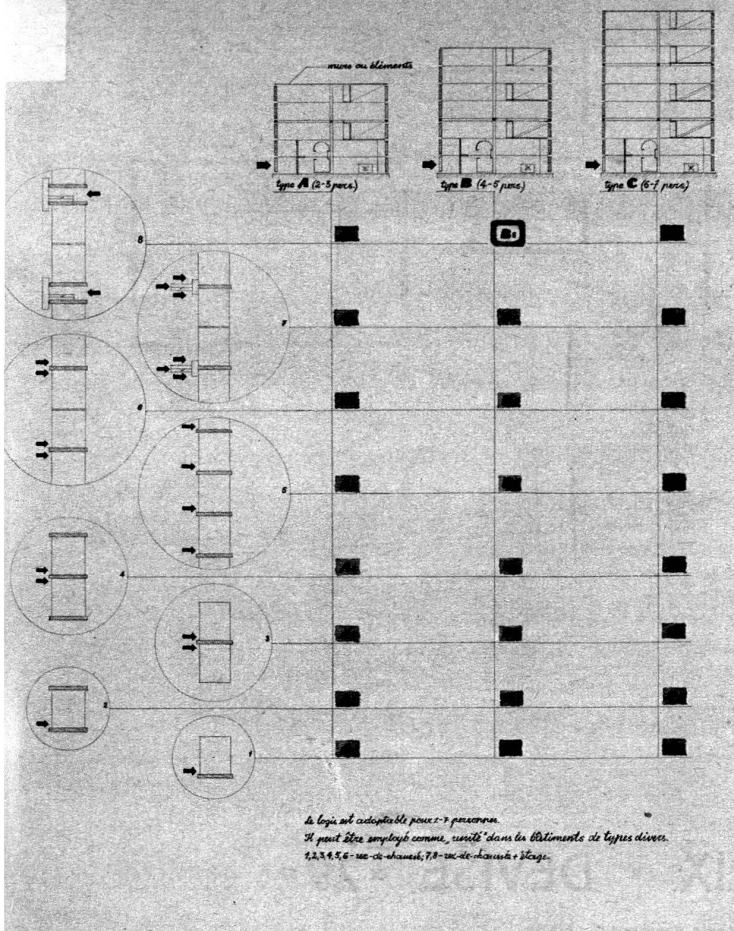 murs ou éléments
type A (2-3 pers.)
type B (4-5 pers.)
type C (6-7 pers.)
8
B8
7
6
5
4
3
2
1
le logis est adaptable pour 2-7 personnes.
Il peut être employé comme „unité" dans les bâtiments de types divers.
1,2,3,4,5,6 - rez-de-chaussé; 7,8 - rez-de-chaussée + étage.
DEVISE